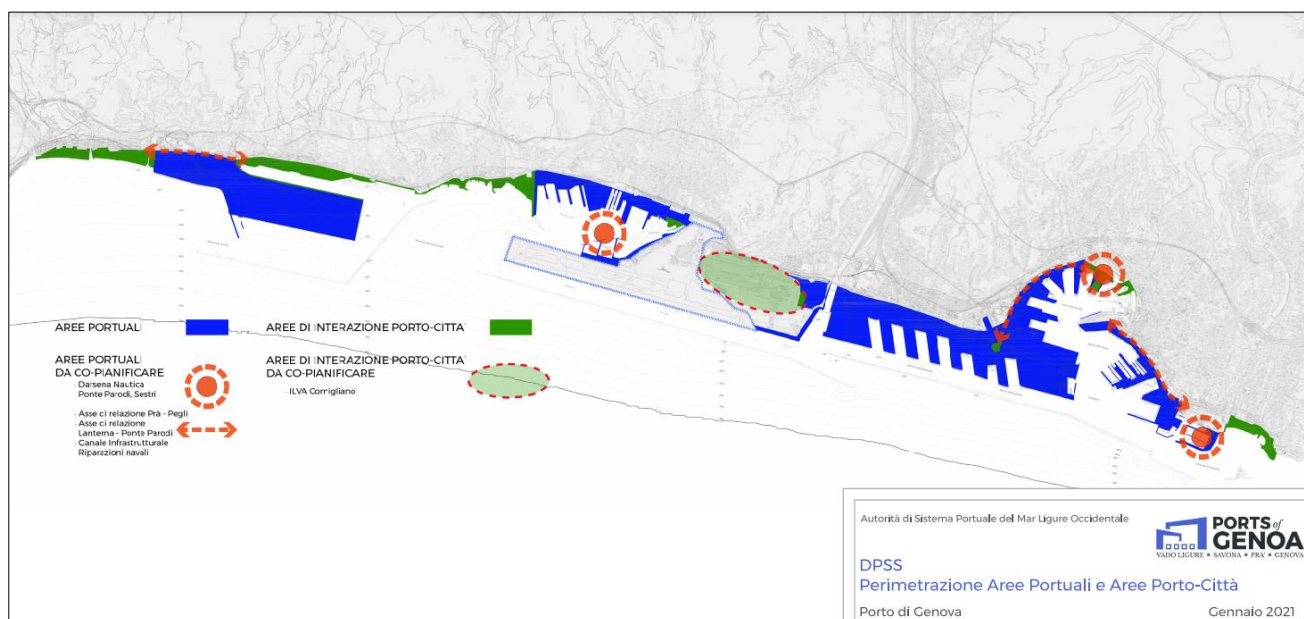 AREE PORTUALI
AREE DI INTERAZIONE PORTO-CITTA'
AREE PORTUALI
DA CO-PIANIFICARE
Darsena Nautica
Ponte Parodi, Sestri
- Asse di relazione Prà - Pegli
- Asse di relazione
Lanterna - Ponte Parodi
- Canale Infrastrutturale
Riparazioni navali
AREE DI INTERAZIONE PORTO-CITTA'
DA CO-PIANIFICARE
- ILVA Cornigliano
Autorità di Sistema Portuale del Mar Ligure Occidentale
PORTS of
GENOA
VADO LIGURE • SAVONA • PRA' • GENOVA
DPSS
Perimetrazione Aree Portuali e Aree Porto-Città
Porto di Genova
Gennaio 2021